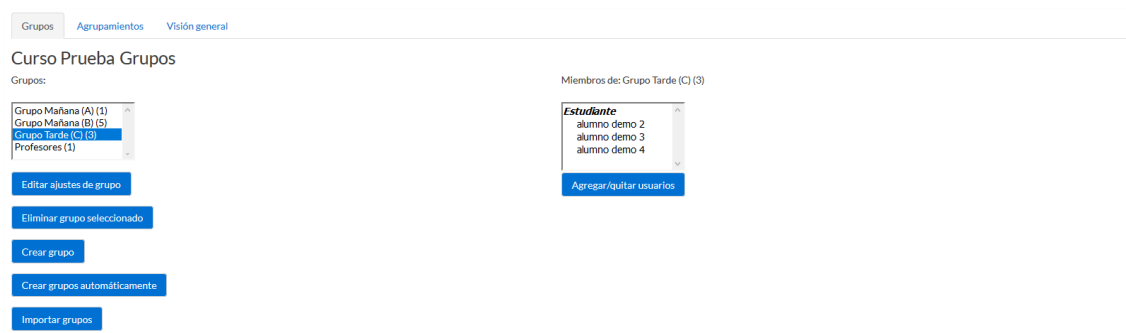 Grupos Agrupamientos Visión general
Curso Prueba Grupos
Grupos:
Grupo Mañana (A) (1)
Grupo Mañana (B) (5)
Grupo Tarde (C) (3)
Profesores (1)
Editar ajustes de grupo
Eliminar grupo seleccionado
Crear grupo
Crear grupos automáticamente
Importar grupos
Miembros de: Grupo Tarde (C) (3)
Estudiante
alumno demo 2
alumno demo 3
alumno demo 4
Agregar/quitar usuarios